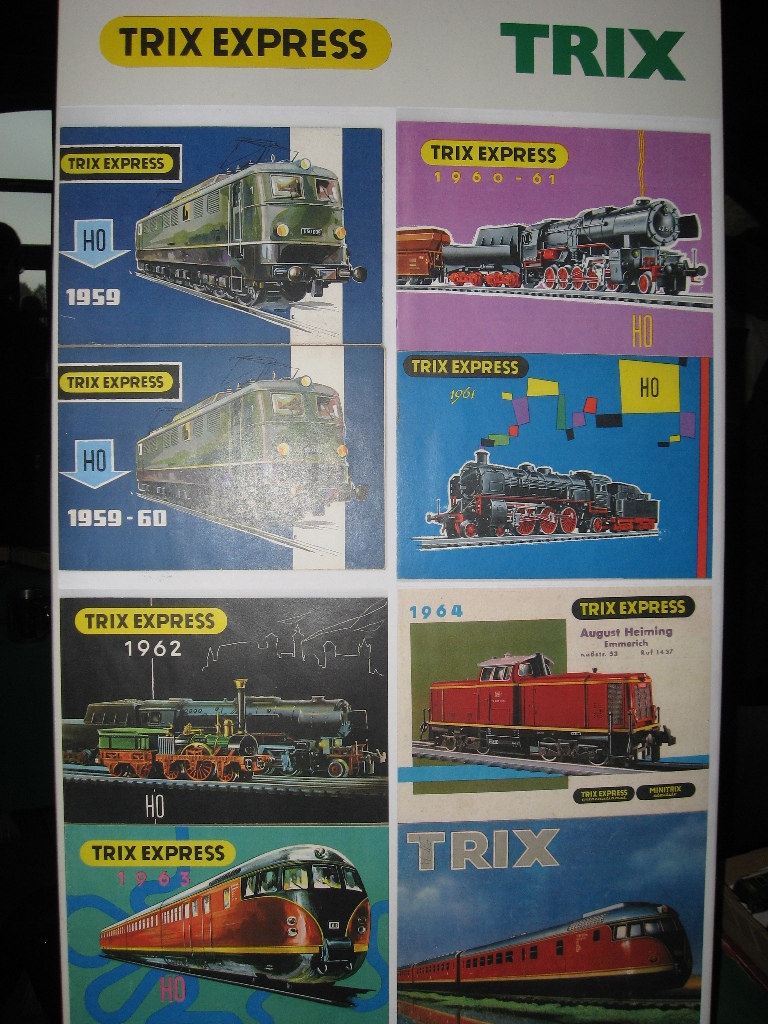 TRIX EXPRESS
TRIX
TRIX EXPRESS
HO
1959
TRIX EXPRESS
1960-61
HO
TRIX EXPRESS
HO
1959-60
TRIX EXPRESS
1961
HO
TRIX EXPRESS
1962
HO
1964
TRIX EXPRESS
August Heiming
Emmerich
Ruf 1437
TRIX EXPRESS
MINITRIX
TRIX EXPRESS
1963
HO
TRIX